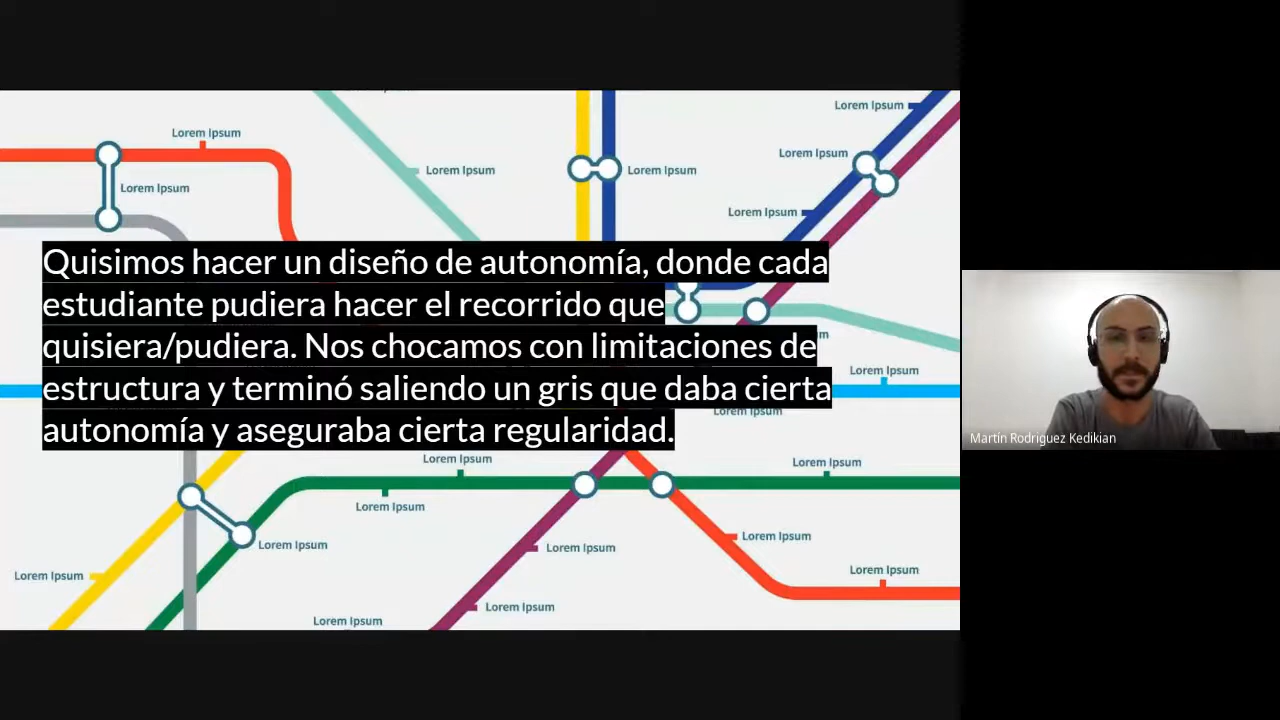 Lorem Ipsum
Lorem Ipsum
Lorem Ipsum
Lorem Ipsum
Lorem Ipsum
Lorem Ipsum
Lorem Ipsum
Quisimos hacer un diseño de autonomía, donde cada
estudiante pudiera hacer el recorrido que
quisiera/pudiera. Nos chocamos con limitaciones de
estructura y terminó saliendo un gris que daba cierta
autonomía y aseguraba cierta regularidad.
Lorem Ipsum
Lorem Ipsum
Lorem Ipsum
Lorem Ipsum
Lorem Ipsum
Lorem Ipsum
Lorem Ipsum
Lorem Ipsum
Lorem Ipsum
Lorem Ipsum
Lorem Ipsum
Lorem Ipsum
Martín Rodriguez Kedikian